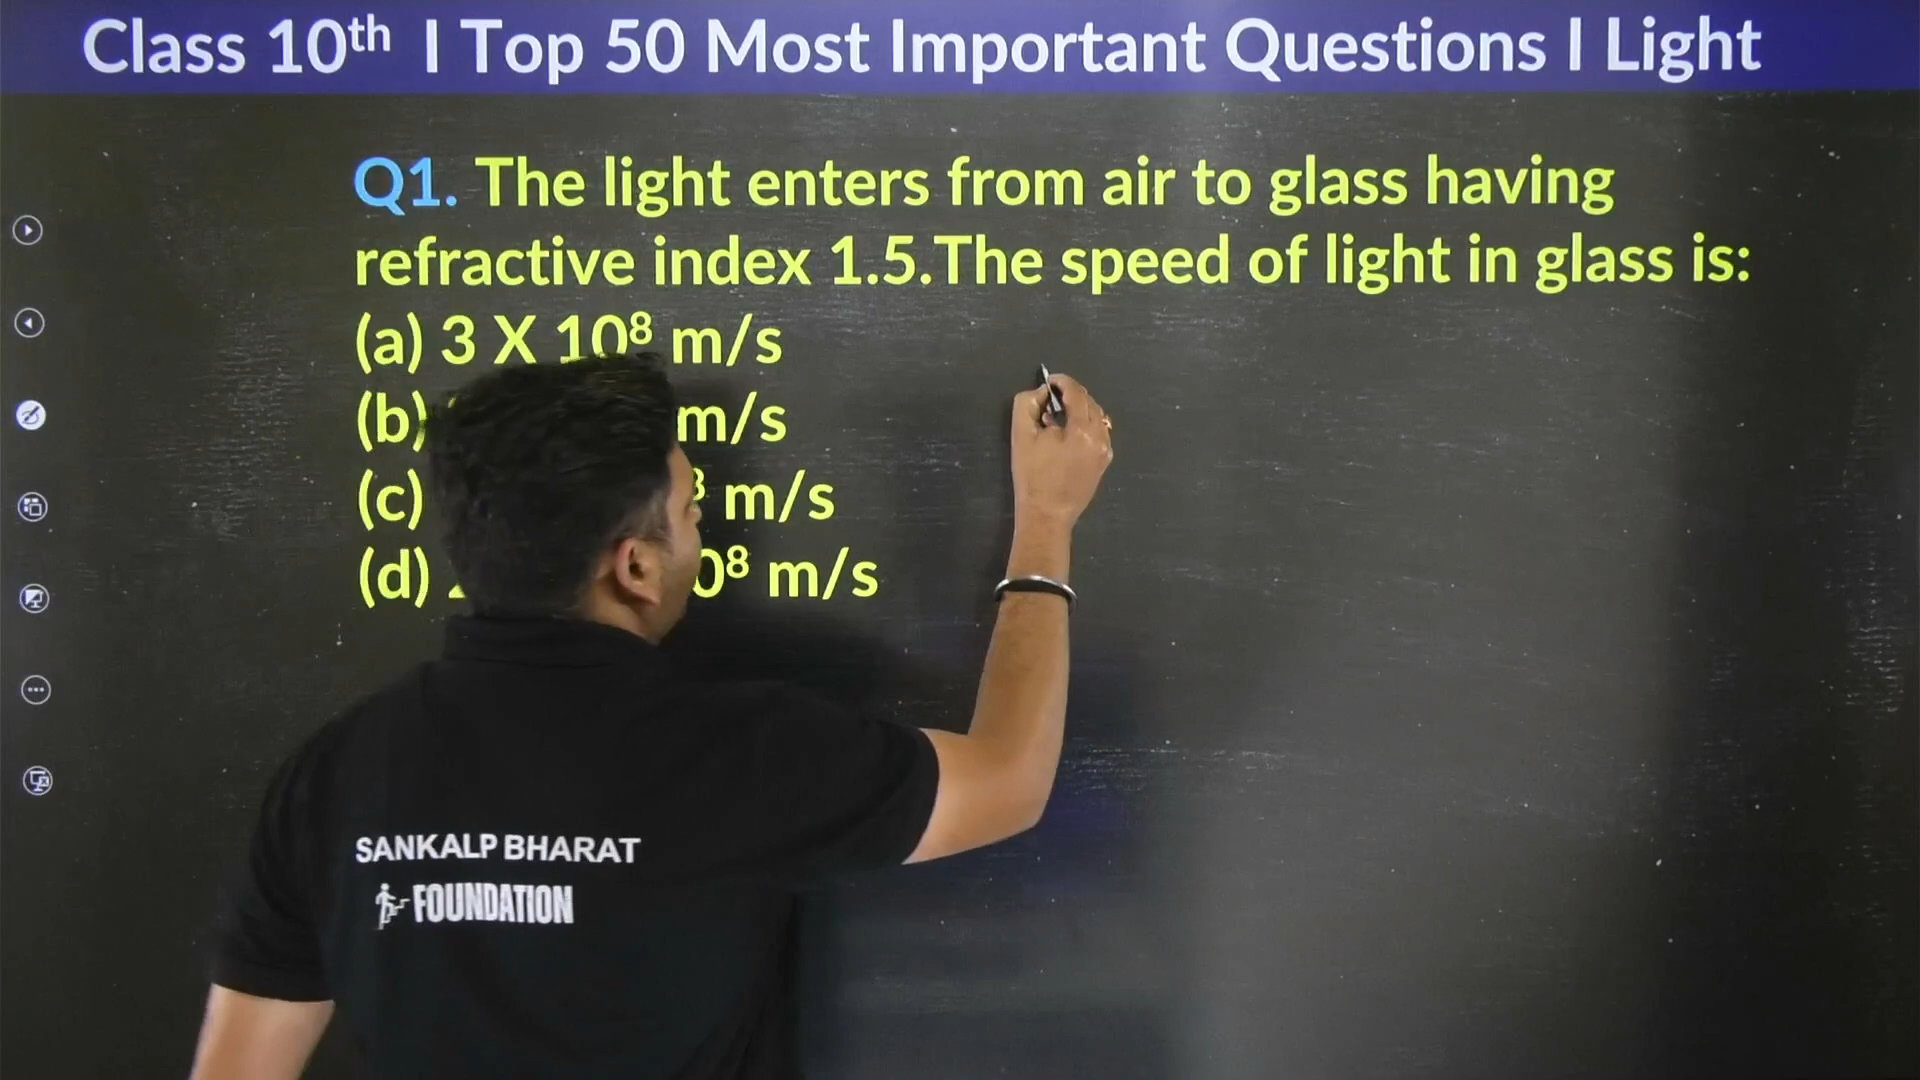 Class 10th I Top 50 Most Important Questions I Light
Q1. The light enters from air to glass having
refractive index 1.5.The speed of light in glass is:
(a) 3 X 10⁸ m/s
(b) m/s
(c) m/s
(d) m/s
SANKALP BHARAT
FOUNDATION